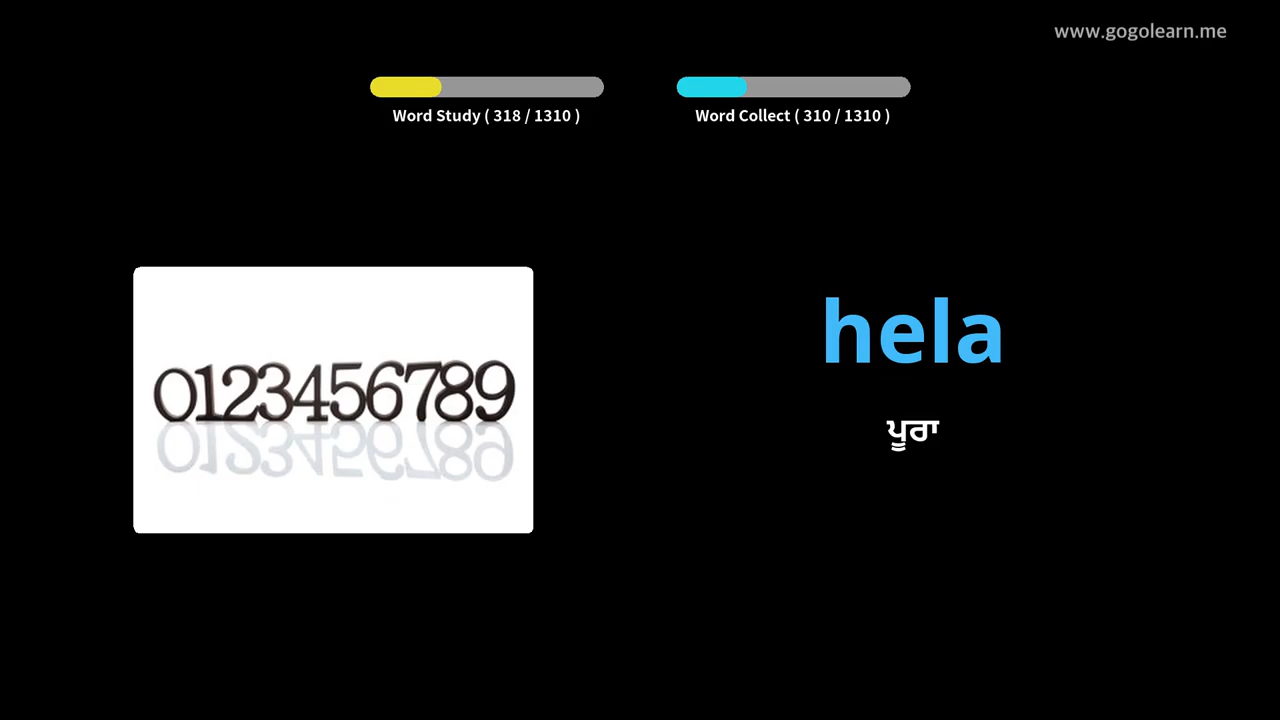 www.gogolearn.me
Word Study ( 318 / 1310 )
Word Collect ( 310 / 1310 )
0123456789
hela
ਪੂਰਾ